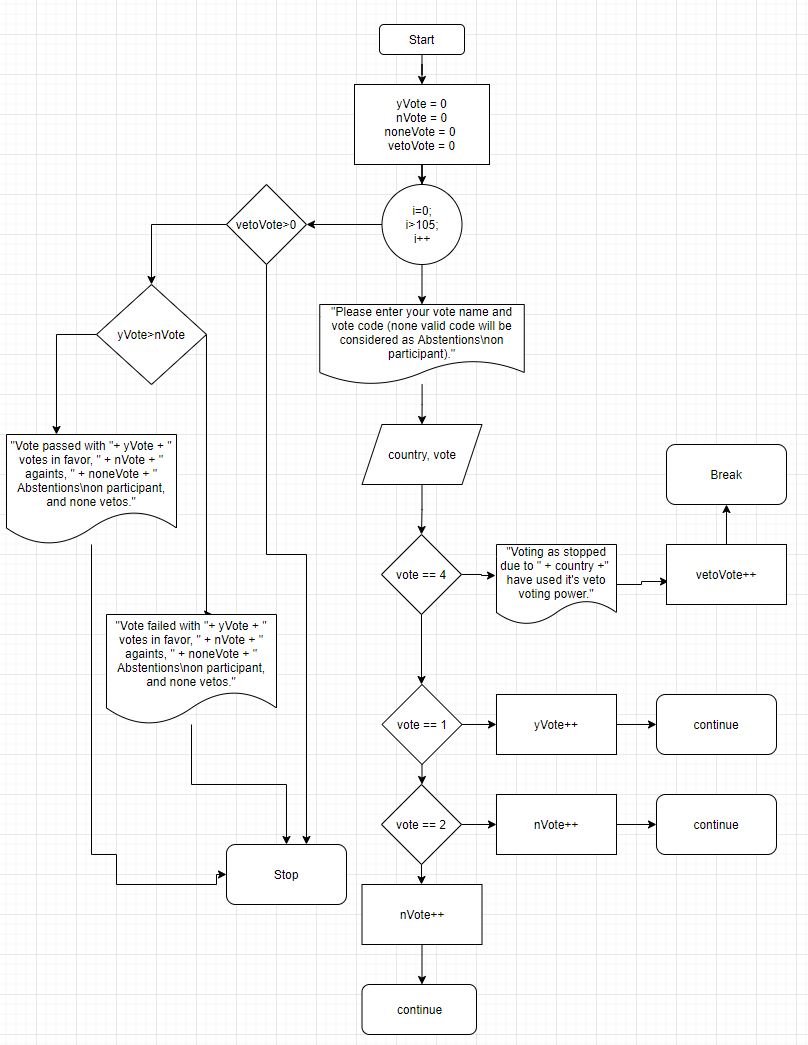 Start
yVote = 0
nVote = 0
noneVote = 0
vetoVote = 0
i=0;
i>105;
i++
vetoVote>0
yVote>nVote
"Please enter your vote name and
vote code (none valid code will be
considered as Abstentions\non
participant)."
country, vote
"Vote passed with "+ yVote + "
votes in favor, " + nVote + "
againts, " + noneVote + "
Abstentions\non participant,
and none vetos."
vote == 4
"Voting as stopped
due to " + country +"
have used it's veto
voting power."
vetoVote++
Break
"Vote failed with "+ yVote + "
votes in favor, " + nVote + "
againts, " + noneVote + "
Abstentions\non participant,
and none vetos."
vote == 1
yVote++
continue
vote == 2
nVote++
continue
Stop
nVote++
continue